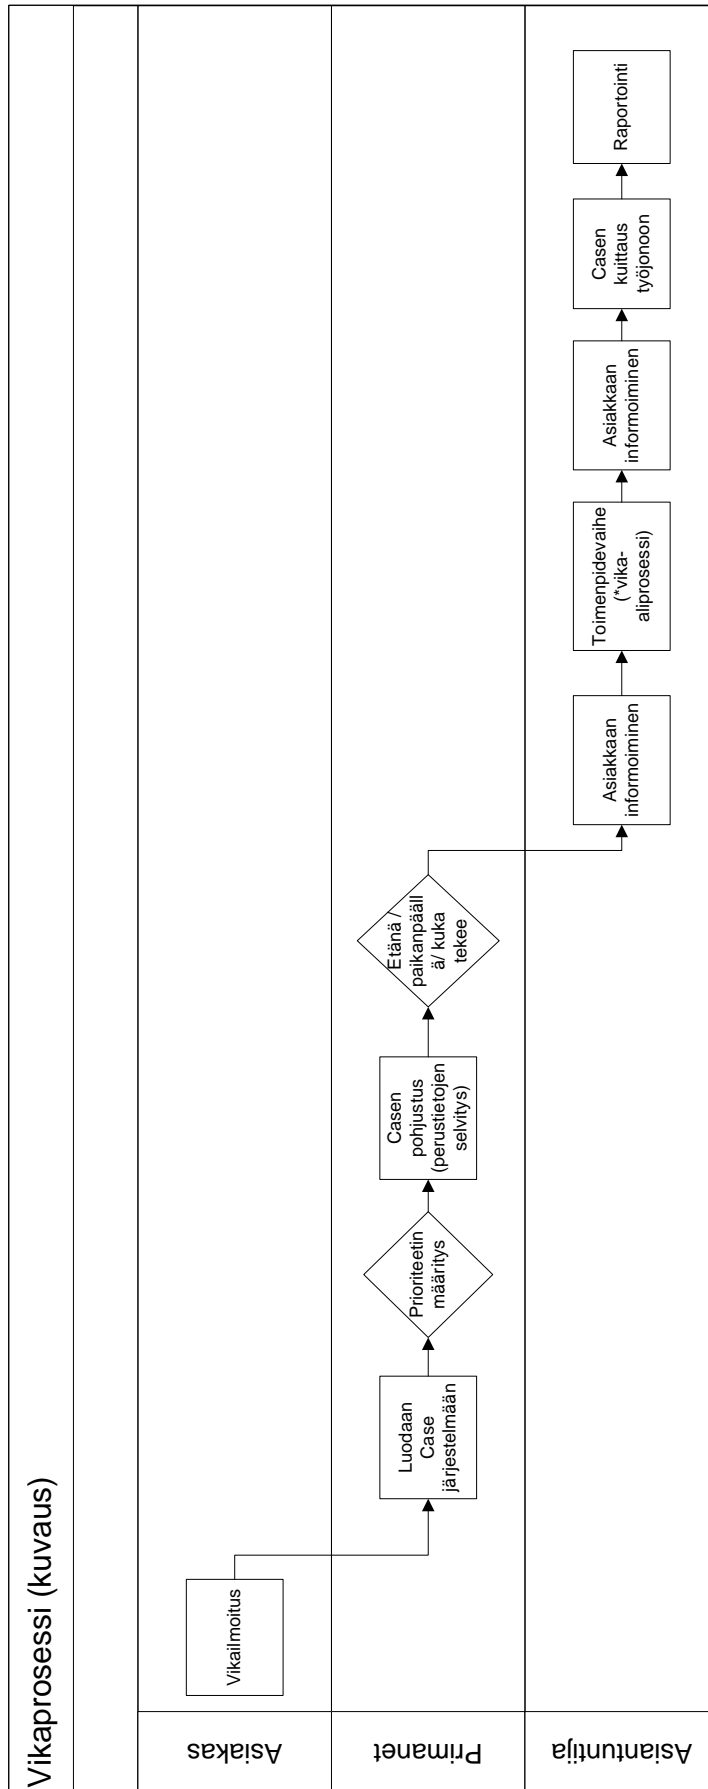 Vikaprosessi (kuvaus)
Asiakas
Vikailmoitus
Primanet
Luodaan
Case
järjestelmään
Prioriteetin
määritys
Casen
pohjustus
(perustietojen
selvitys)
Etänä /
paikanpääll
ä/ kuka
tekee
Asiantuntija
Asiakkaan
informoiminen
Toimenpidevaihe
(*vika-
aliprosessi)
Asiakkaan
informoiminen
Casen
kuittaus
työjonoon
Raportointi